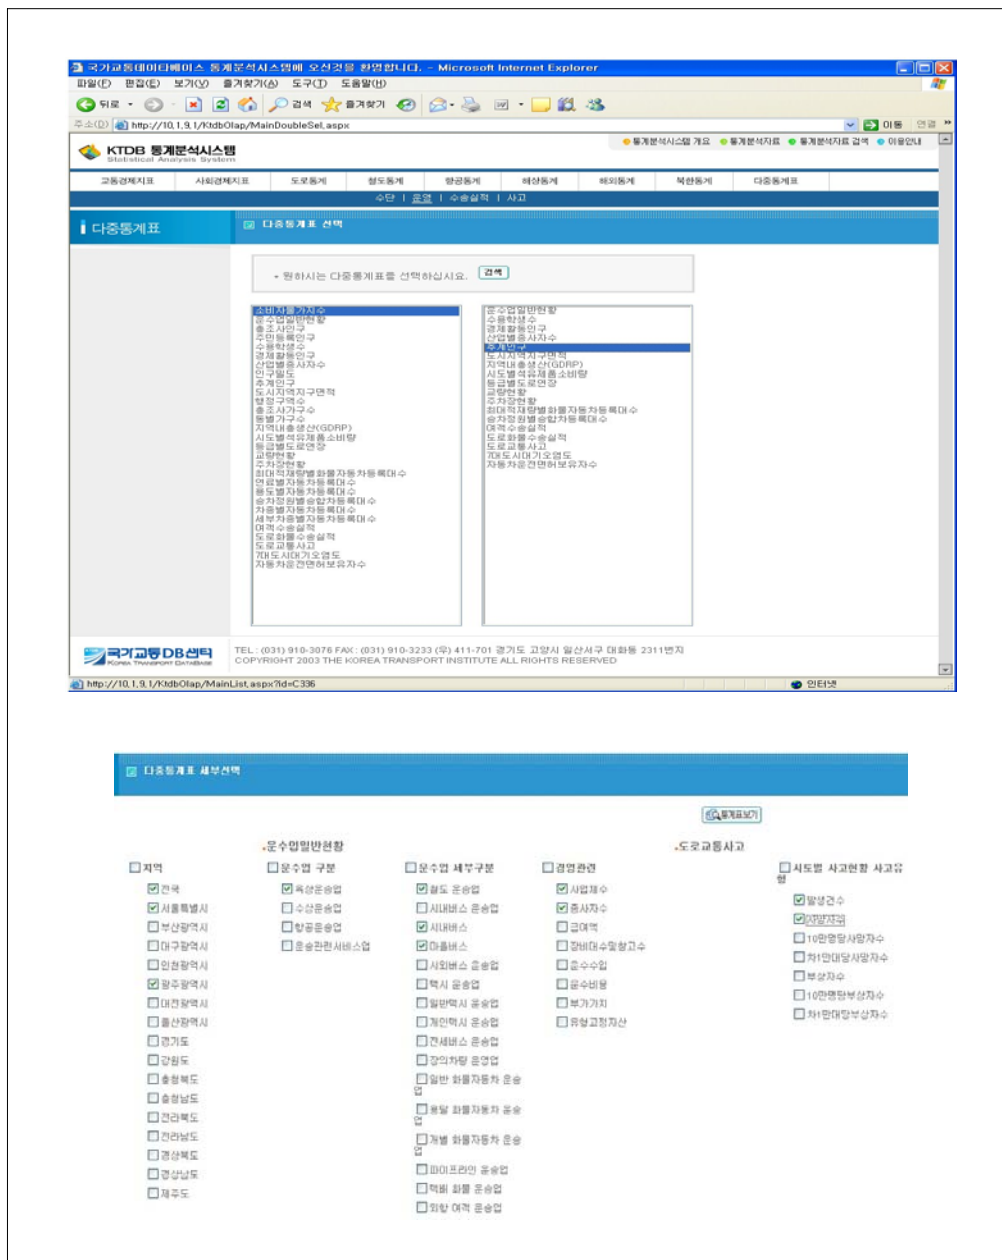 국가교통데이타베이스 통계분석시스템에 오신것을 환영합니다. - Microsoft Internet Explorer
파일(F) 편집(E) 보기(V) 즐겨찾기(A) 도구(T) 도움말(H)
뒤로 검색 즐겨찾기
주소(D) http://10.1.9.1/KtdbOlap/MainDoubleSel.aspx 이동 연결 »
KTDB 통계분석시스템
Statistical Analysis System
통계분석시스템 개요 통계분석자료 통계분석자료 검색 이용안내
교통경제지표 사회경제지표 도로통계 철도통계 항공통계 해상통계 해외통계 북한통계 다중통계표
수단 | 운영 | 수송실적 | 사고
다중통계표
다중통계표 선택
- 원하시는 다중통계표를 선택하십시요. 검색
소비자물가지수
운수업일반현황
총조사인구
주민등록인구
수용학생수
경제활동인구
산업별종사자수
인구밀도
추계인구
도시지역지구면적
행정구역수
총조사가구수
동별가구수
지역내총생산(GDRP)
시도별석유제품소비량
등급별도로연장
교량현황
주차장현황
최대적재량별화물자동차등록대수
연료별자동차등록대수
용도별자동차등록대수
승차정원별승합차등록대수
차종별자동차등록대수
세부차종별자동차등록대수
여객수송실적
도로화물수송실적
도로교통사고
7대도시대기오염도
자동차운전면허보유자수
운수업일반현황
수용학생수
경제활동인구
산업별종사자수
추계인구
도시지역지구면적
지역내총생산(GDRP)
시도별석유제품소비량
등급별도로연장
교량현황
주차장현황
최대적재량별화물자동차등록대수
승차정원별승합차등록대수
여객수송실적
도로화물수송실적
도로교통사고
7대도시대기오염도
자동차운전면허보유자수
국가교통DB센터
KOREA TRANSPORT DATABASE
TEL : (031) 910-3076 FAX : (031) 910-3233 (우) 411-701 경기도 고양시 일산서구 대화동 2311번지
COPYRIGHT 2003 THE KOREA TRANSPORT INSTITUTE ALL RIGHTS RESERVED
http://10.1.9.1/KtdbOlap/MainList.aspx?id=C336 인터넷
다중통계표 세부선택
통계표보기
운수업일반현황
지역
전국
서울특별시
부산광역시
대구광역시
인천광역시
광주광역시
대전광역시
울산광역시
경기도
강원도
충청북도
충청남도
전라북도
전라남도
경상북도
경상남도
제주도
운수업 구분
육상운송업
수상운송업
항공운송업
운송관련서비스업
운수업 세부구분
철도 운송업
시내버스 운송업
시내버스
마을버스
시외버스 운송업
택시 운송업
일반택시 운송업
개인택시 운송업
전세버스 운송업
장의차량 운영업
일반 화물자동차 운송
업
용달 화물자동차 운송
업
개별 화물자동차 운송
업
파이프라인 운송업
택배 화물 운송업
외항 여객 운송업
경영관련
사업체수
종사자수
급여액
장비대수및창고수
운수수입
운수비용
부가가치
유형고정자산
도로교통사고
시도별 사고현황 사고유
형
발생건수
사망자수
10만명당사망자수
차1만대당사망자수
부상자수
10만명당부상자수
차1만대당부상자수